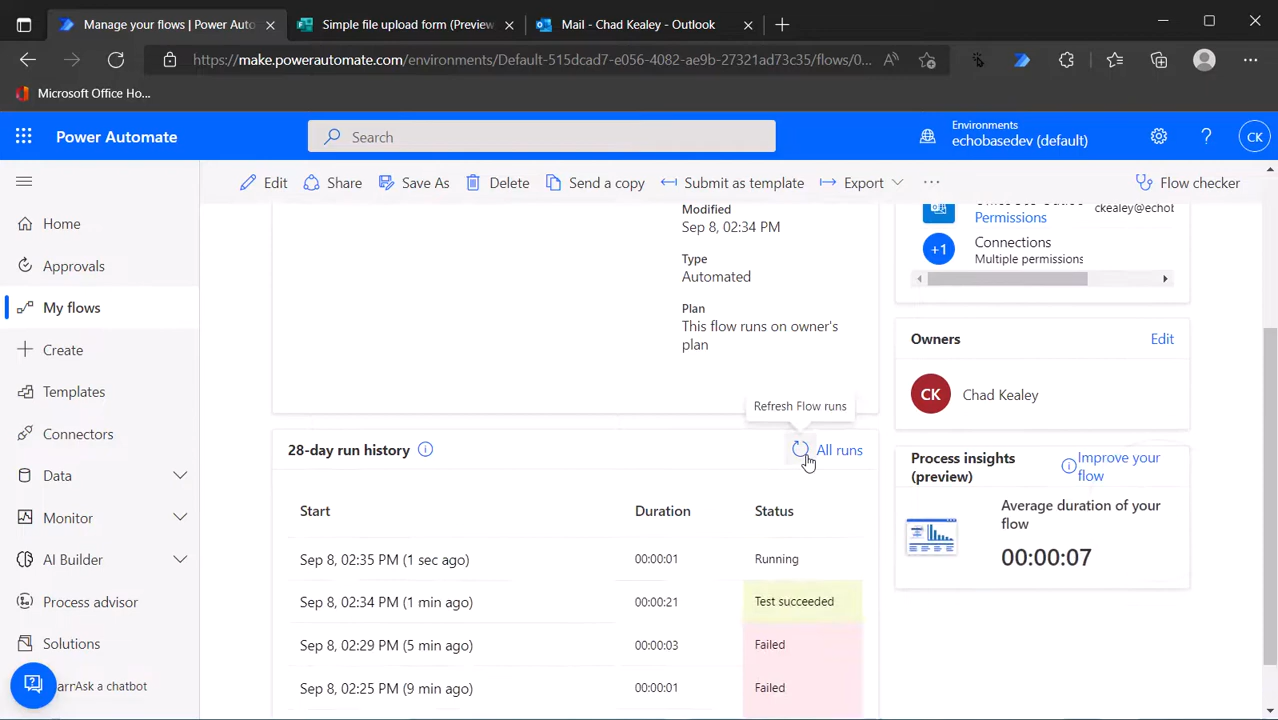 Manage your flows | Power Auto
Simple file upload form (Preview
Mail - Chad Kealey - Outlook
https://make.powerautomate.com/environments/Default-515dcad7-e056-4082-ae9b-27321ad73c35/flows/0...
Microsoft Office Ho...
Power Automate
Search
Environments
echobasedev (default)
CK
Edit
Share
Save As
Delete
Send a copy
Submit as template
Export
Flow checker
Home
Approvals
My flows
Create
Templates
Connectors
Data
Monitor
AI Builder
Process advisor
Solutions
Ask a chatbot
Modified
Sep 8, 02:34 PM
Type
Automated
Plan
This flow runs on owner's
plan
Permissions
ckealey@echob
+1
Connections
Multiple permissions
Owners
Edit
CK
Chad Kealey
Refresh Flow runs
28-day run history
All runs
Start
Duration
Status
Sep 8, 02:35 PM (1 sec ago)
00:00:01
Running
Sep 8, 02:34 PM (1 min ago)
00:00:21
Test succeeded
Sep 8, 02:29 PM (5 min ago)
00:00:03
Failed
Sep 8, 02:25 PM (9 min ago)
00:00:01
Failed
Process insights
(preview)
Improve your
flow
Average duration of your
flow
00:00:07